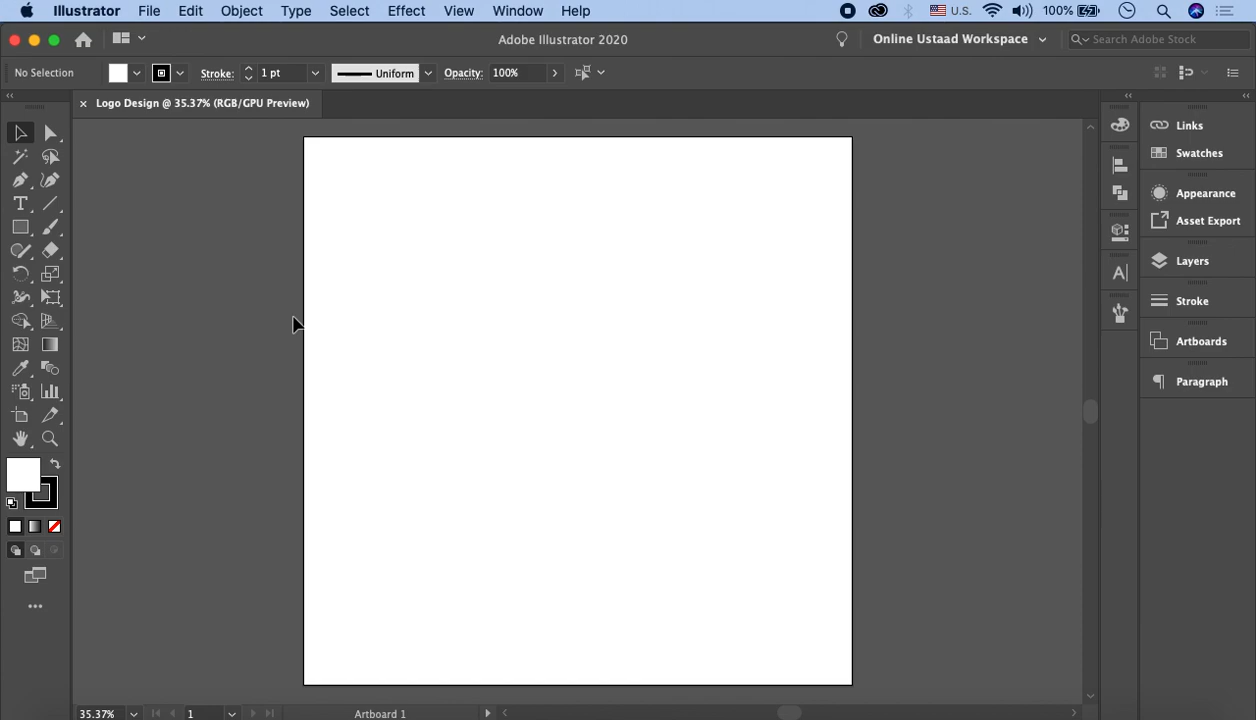 Illustrator File Edit Object Type Select Effect View Window Help U.S. 100%
Adobe Illustrator 2020 Online Ustaad Workspace Search Adobe Stock
No Selection Stroke: 1 pt Uniform Opacity: 100%
× Logo Design @ 35.37% (RGB/GPU Preview)
Links
Swatches
Appearance
Asset Export
Layers
Stroke
Artboards
Paragraph
35.37% 1 Artboard 1